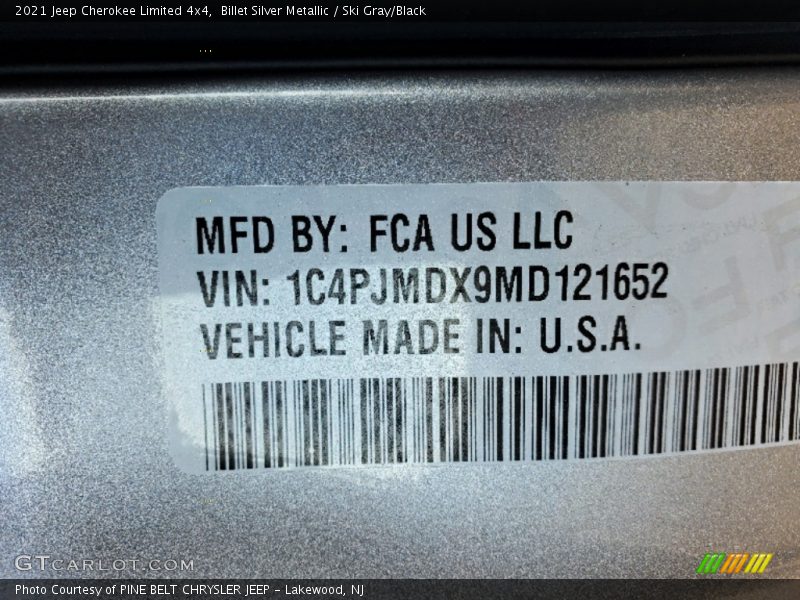 2021 Jeep Cherokee Limited 4x4,  Billet Silver Metallic / Ski Gray/Black
MFD BY: FCA US LLC
VIN: 1C4PJMDX9MD121652
VEHICLE MADE IN: U.S.A.
GTCARLOT.COM
Photo Courtesy of PINE BELT CHRYSLER JEEP - Lakewood, NJ